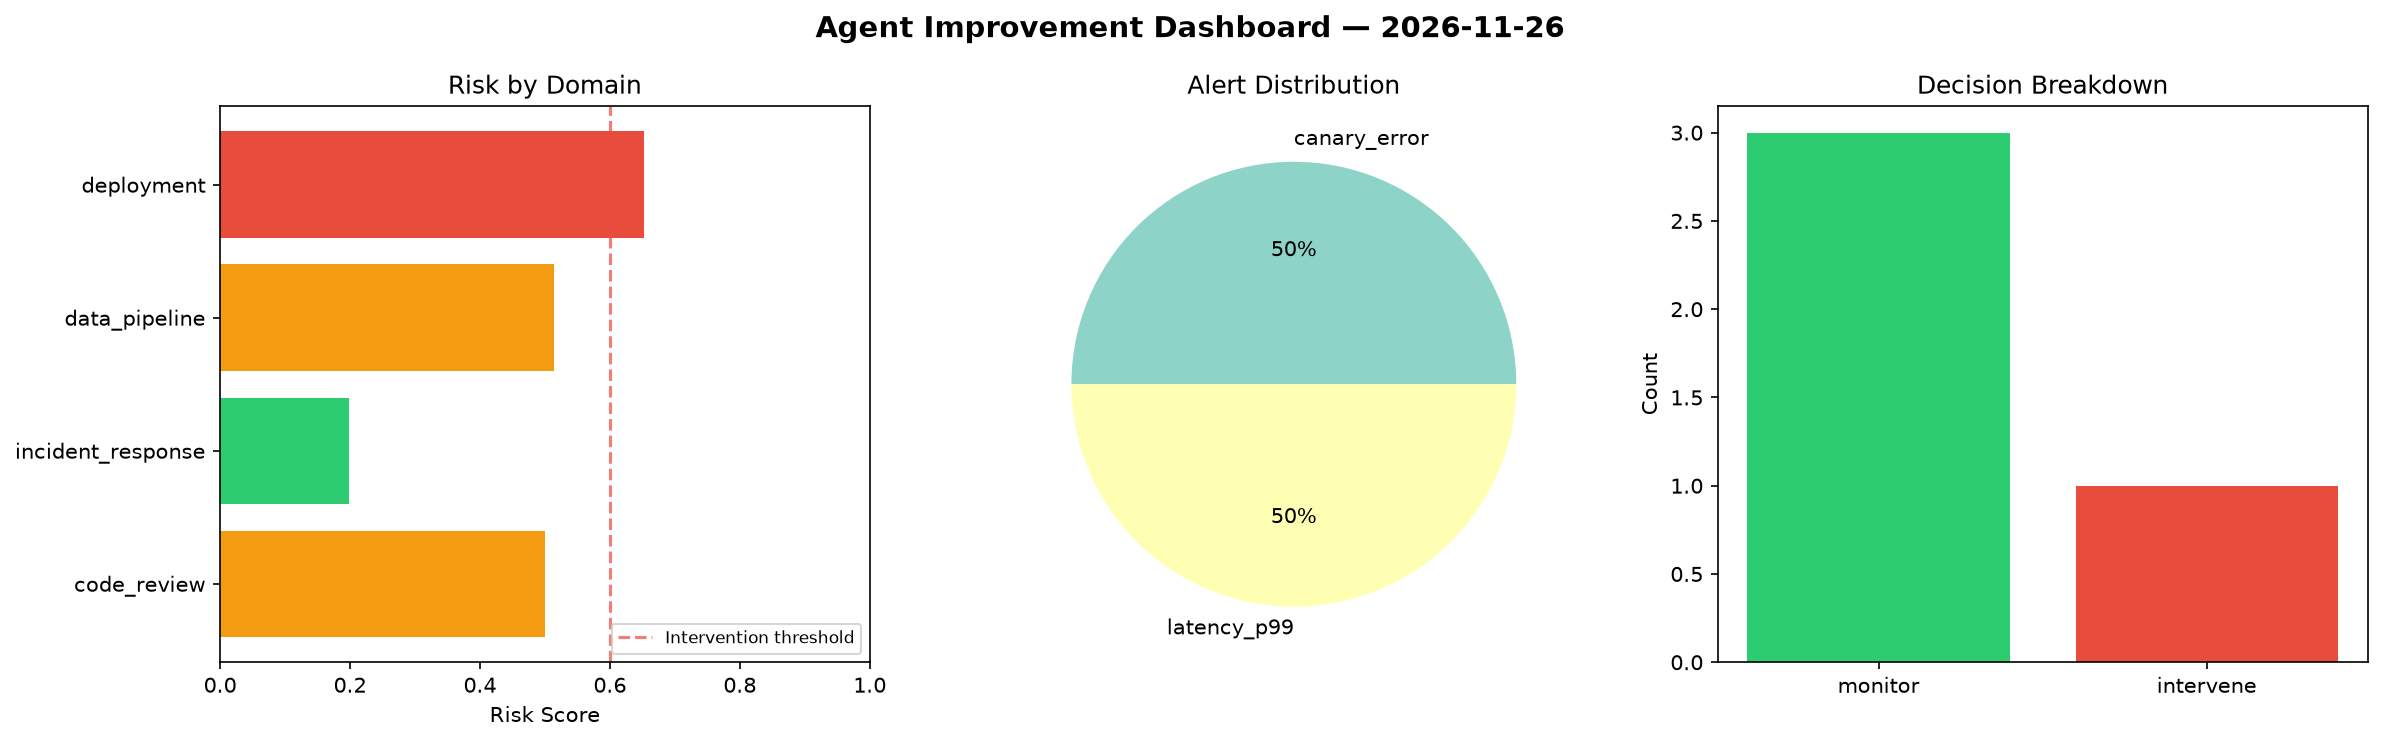 Agent Improvement Dashboard — 2026-11-26
Risk by Domain
deployment
data_pipeline
incident_response
code_review
Intervention threshold
0.0 0.2 0.4 0.6 0.8 1.0
Risk Score
Alert Distribution
canary_error
50%
50%
latency_p99
Decision Breakdown
Count
3.0
2.5
2.0
1.5
1.0
0.5
0.0
monitor intervene